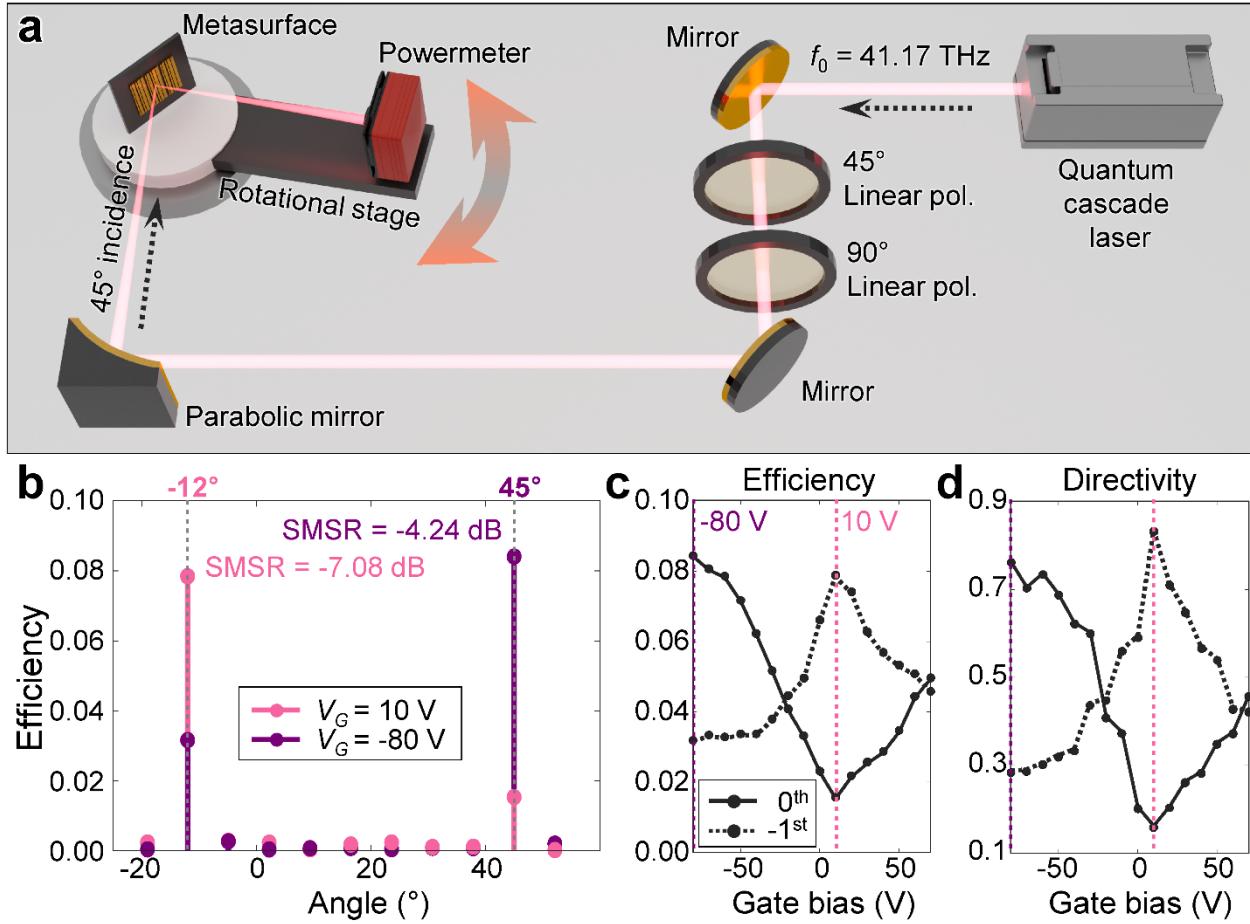 a
Metasurface
Powermeter
Rotational stage
45° incidence
Parabolic mirror
Mirror
f₀ = 41.17 THz
45°
Linear pol.
90°
Linear pol.
Quantum
cascade
laser
Mirror
b
-12°
45°
SMSR = -4.24 dB
SMSR = -7.08 dB
Efficiency
0.10
0.08
0.06
0.04
0.02
0.00
V_G = 10 V
V_G = -80 V
-20
0
20
40
Angle (°)
c
Efficiency
-80 V
10 V
0.10
0.08
0.06
0.04
0.02
0.00
0th
-1st
-50
0
50
Gate bias (V)
d
Directivity
0.9
0.7
0.5
0.3
0.1
-50
0
50
Gate bias (V)